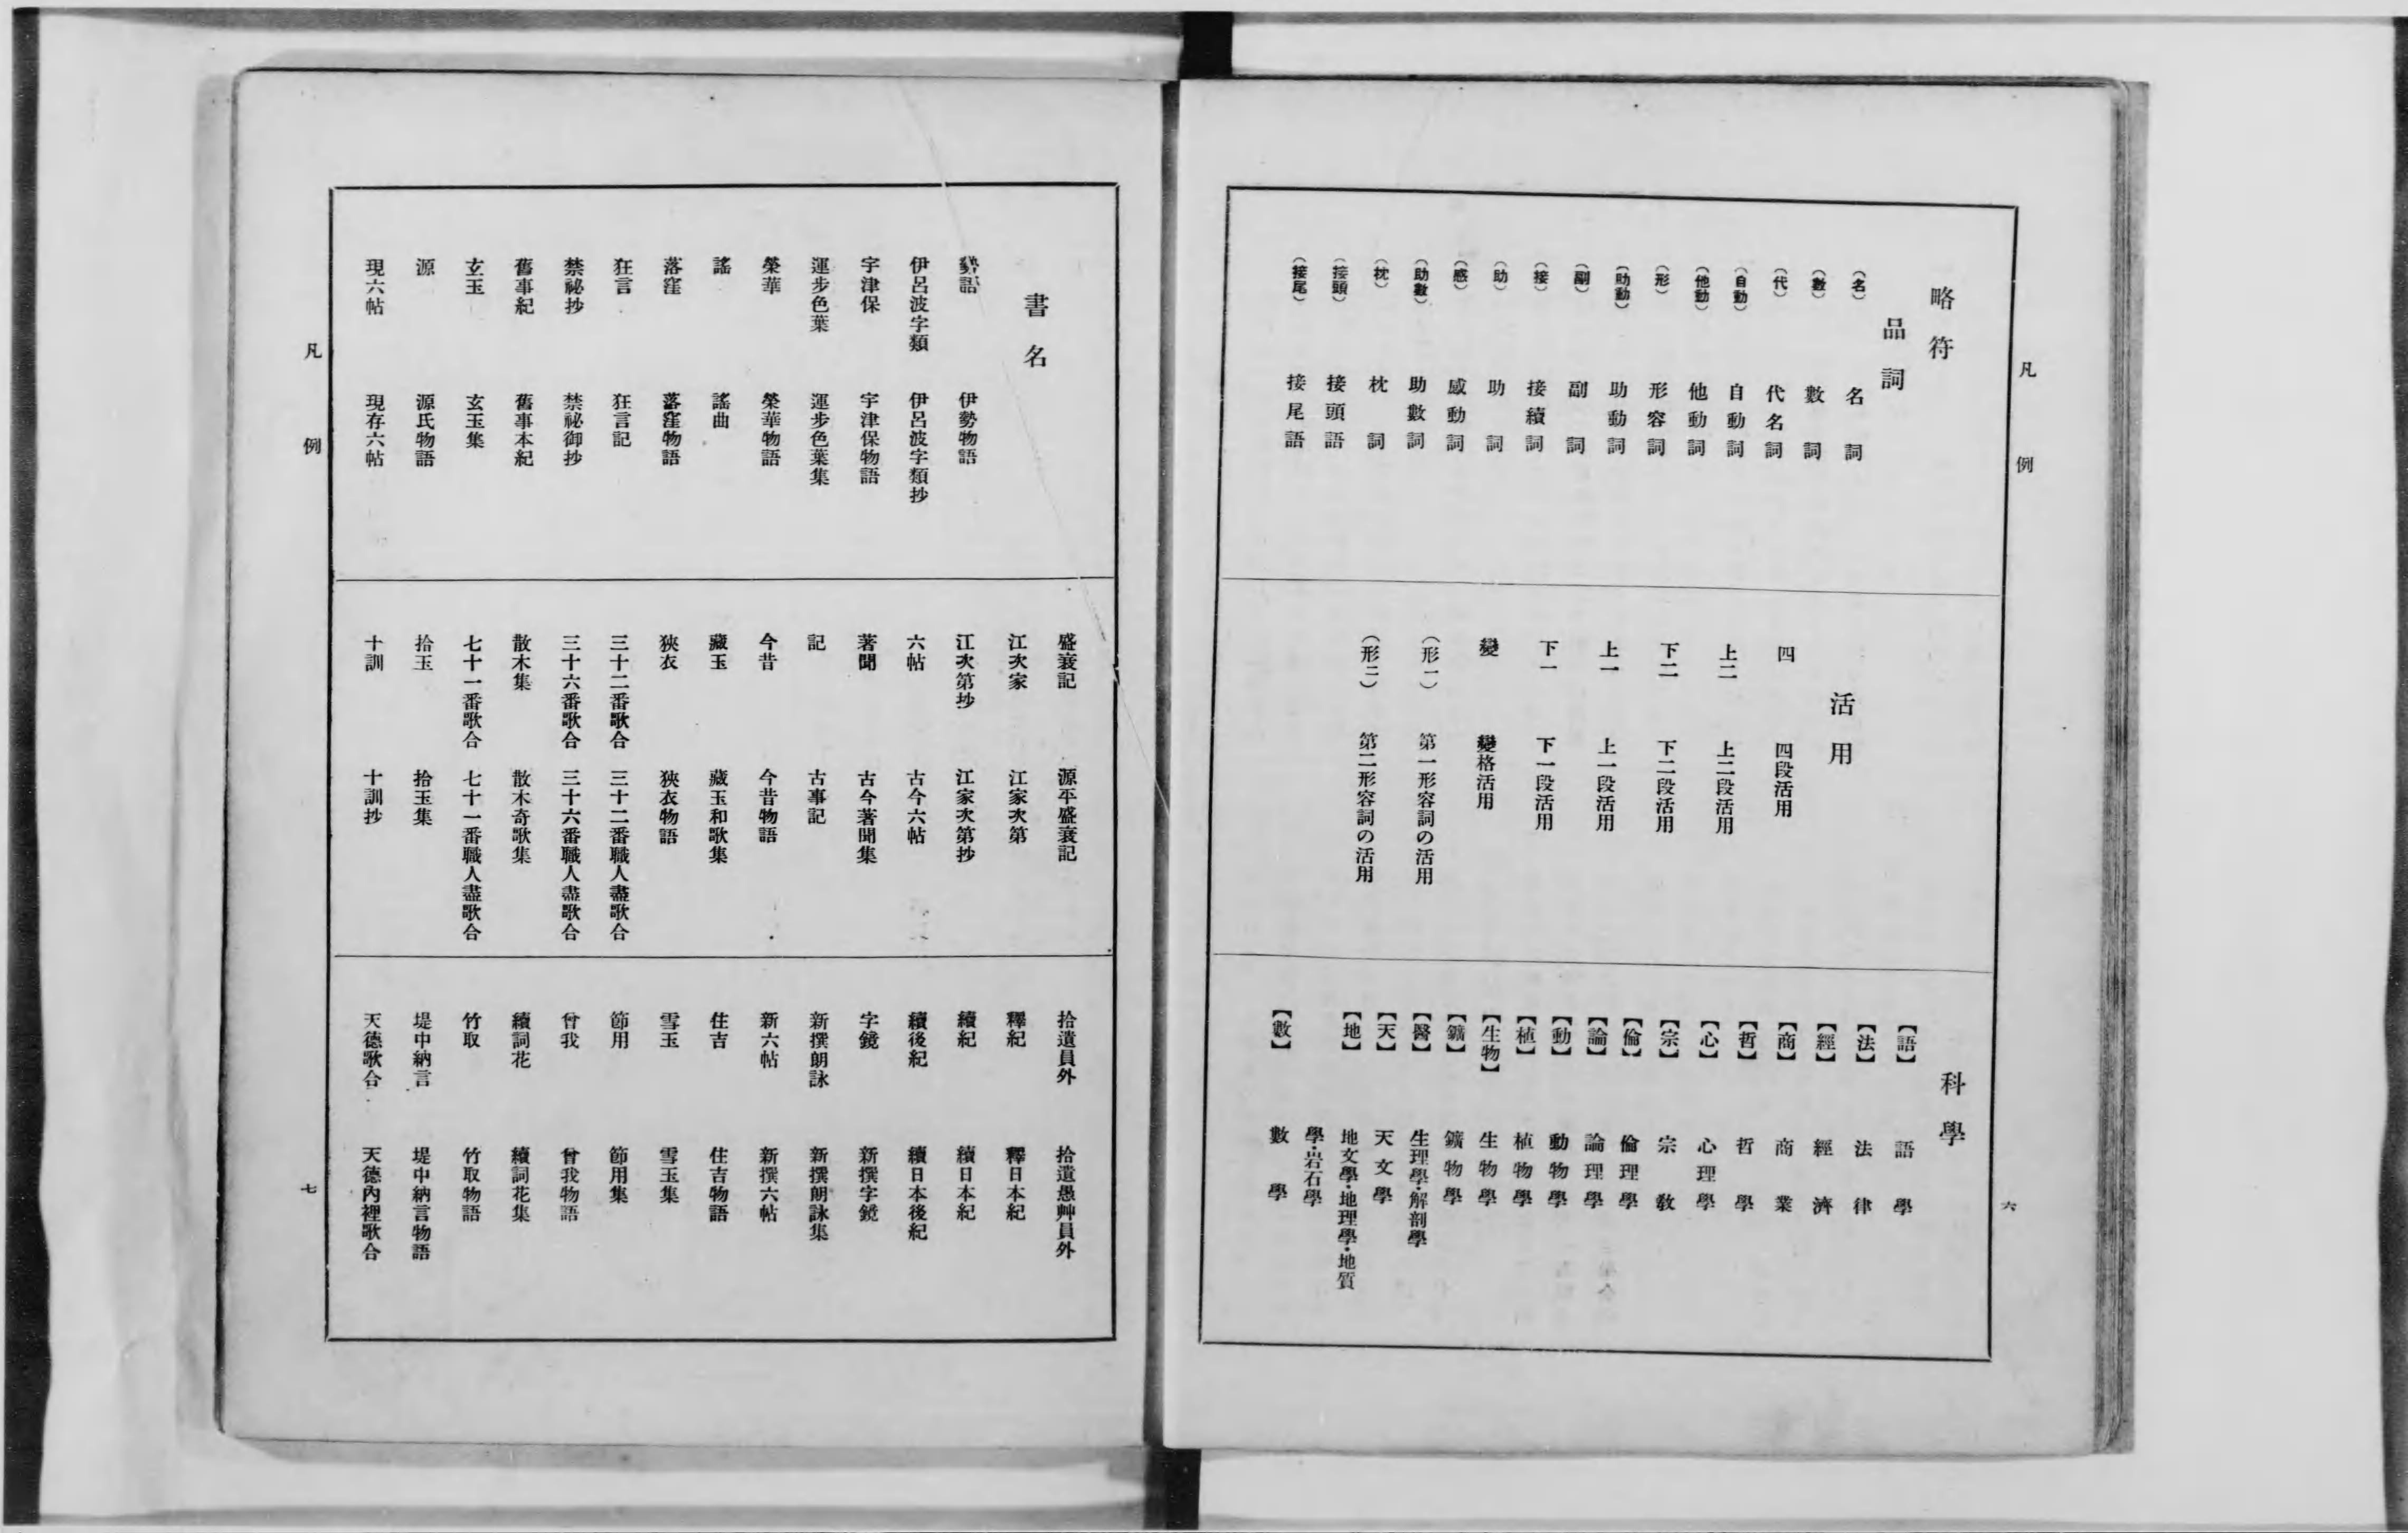 凡例
六
略符
品詞
（名） 名詞
（數） 數詞
（代） 代名詞
（自動） 自動詞
（他動） 他動詞
（形） 形容詞
（助動） 助動詞
（副） 副詞
（接） 接續詞
（助） 助詞
（感） 感動詞
（助數） 助數詞
（枕） 枕詞
（接頭） 接頭語
（接尾） 接尾語
活用
四 四段活用
上二 上二段活用
下二 下二段活用
上一 上一段活用
下一 下一段活用
變 變格活用
（形一） 第一形容詞の活用
（形二） 第二形容詞の活用
科學
【語】 語學
【法】 法律
【經】 經濟
【商】 商業
【哲】 哲學
【心】 心理學
【宗】 宗敎
【倫】 倫理學
【論】 論理學
【動】 動物學
【植】 植物學
【生物】 生物學
【鑛】 鑛物學
【醫】 生理學・解剖學
【天】 天文學
【地】 地文學・地理學・地質
學・岩石學
【數】 數學
書名
勢語 伊勢物語
伊呂波字類 伊呂波字類抄
宇津保 宇津保物語
運步色葉 運步色葉集
榮華 榮華物語
謠 謠曲
落窪 落窪物語
狂言 狂言記
禁祕抄 禁祕御抄
舊事紀 舊事本紀
玄玉 玄玉集
源 源氏物語
現六帖 現存六帖
盛衰記 源平盛衰記
江次家 江家次第
江次第抄 江家次第抄
六帖 古今六帖
著聞 古今著聞集
記 古事記
今昔 今昔物語
藏玉 藏玉和歌集
狹衣 狹衣物語
三十二番歌合 三十二番職人盡歌合
三十六番歌合 三十六番職人盡歌合
散木集 散木奇歌集
七十一番歌合 七十一番職人盡歌合
拾玉 拾玉集
十訓 十訓抄
拾遺員外 拾遺愚艸員外
釋紀 釋日本紀
續紀 續日本紀
續後紀 續日本後紀
字鏡 新撰字鏡
新撰朗詠 新撰朗詠集
新六帖 新撰六帖
住吉 住吉物語
雪玉 雪玉集
節用 節用集
曾我 曾我物語
續詞花 續詞花集
竹取 竹取物語
堤中納言 堤中納言物語
天德歌合 天德內裡歌合
凡例
七